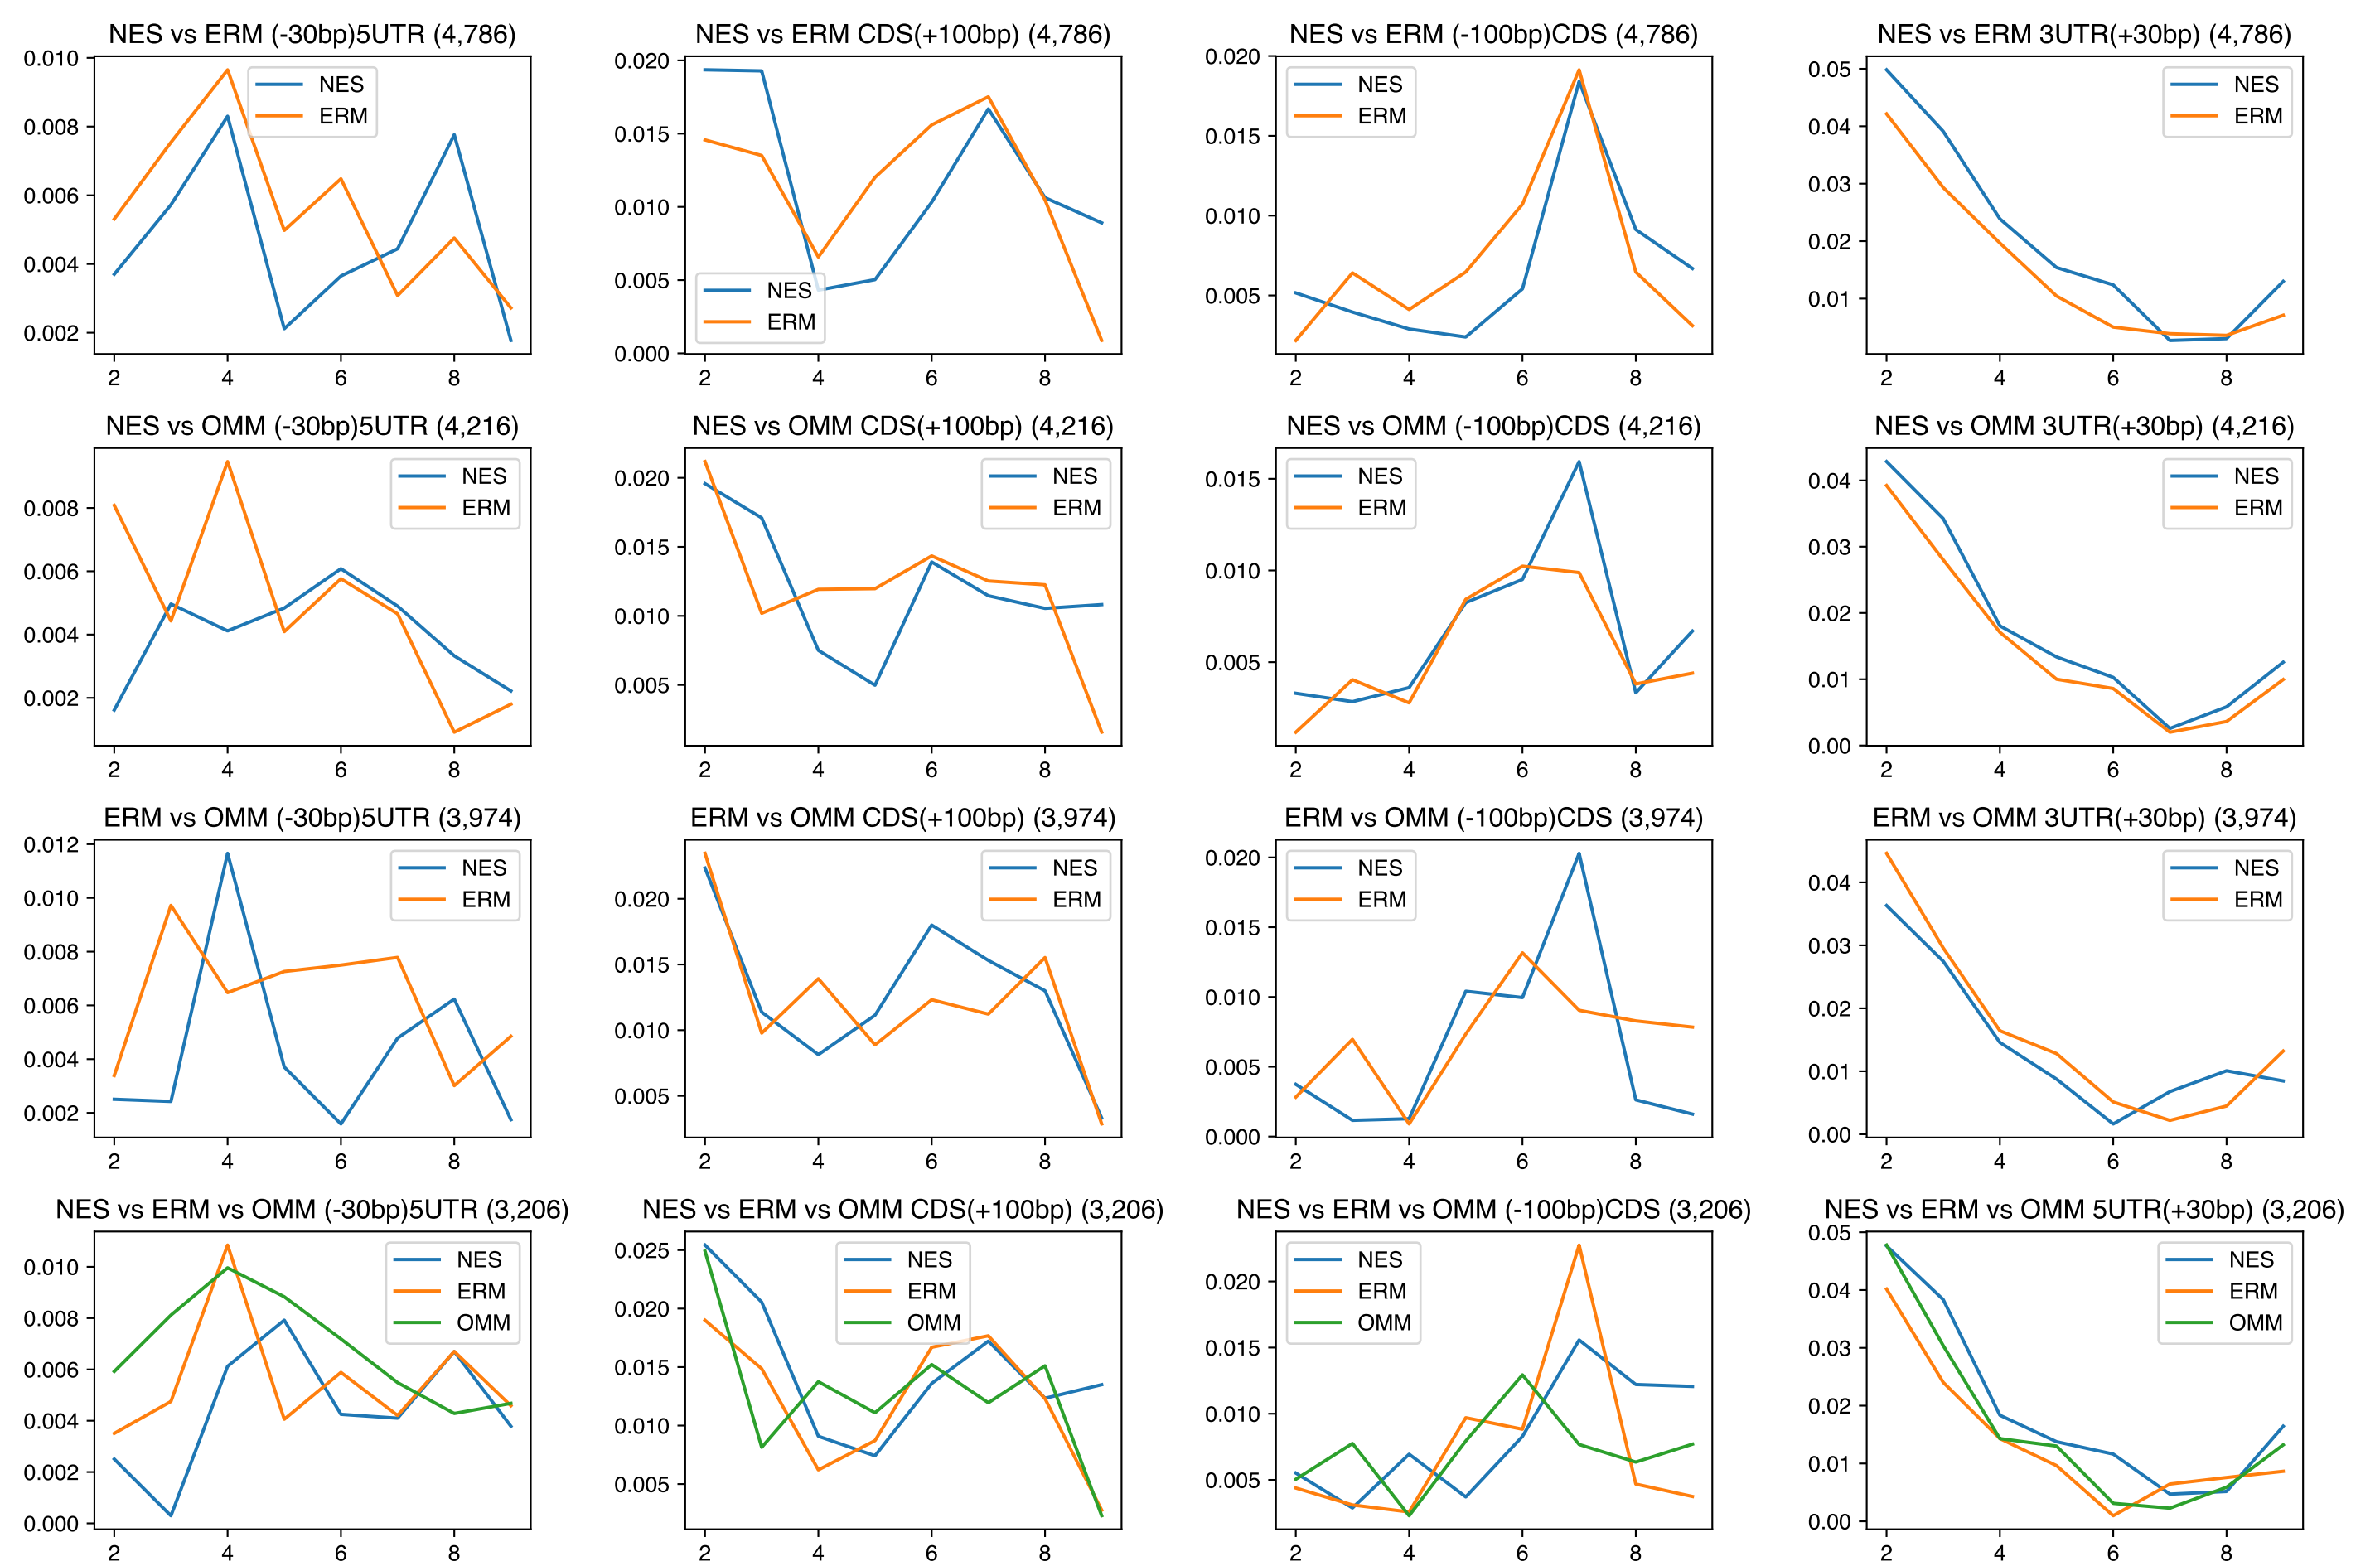 NES vs ERM (-30bp)5UTR (4,786)
0.010
0.008
0.006
0.004
0.002
2 4 6 8
NES
ERM
NES vs ERM CDS(+100bp) (4,786)
0.020
0.015
0.010
0.005
0.000
2 4 6 8
NES
ERM
NES vs ERM (-100bp)CDS (4,786)
0.020
0.015
0.010
0.005
2 4 6 8
NES
ERM
NES vs ERM 3UTR(+30bp) (4,786)
0.05
0.04
0.03
0.02
0.01
2 4 6 8
NES
ERM
NES vs OMM (-30bp)5UTR (4,216)
0.008
0.006
0.004
0.002
2 4 6 8
NES
ERM
NES vs OMM CDS(+100bp) (4,216)
0.020
0.015
0.010
0.005
2 4 6 8
NES
ERM
NES vs OMM (-100bp)CDS (4,216)
0.015
0.010
0.005
2 4 6 8
NES
ERM
NES vs OMM 3UTR(+30bp) (4,216)
0.04
0.03
0.02
0.01
0.00
2 4 6 8
NES
ERM
ERM vs OMM (-30bp)5UTR (3,974)
0.012
0.010
0.008
0.006
0.004
0.002
2 4 6 8
NES
ERM
ERM vs OMM CDS(+100bp) (3,974)
0.020
0.015
0.010
0.005
2 4 6 8
NES
ERM
ERM vs OMM (-100bp)CDS (3,974)
0.020
0.015
0.010
0.005
0.000
2 4 6 8
NES
ERM
ERM vs OMM 3UTR(+30bp) (3,974)
0.04
0.03
0.02
0.01
0.00
2 4 6 8
NES
ERM
NES vs ERM vs OMM (-30bp)5UTR (3,206)
0.010
0.008
0.006
0.004
0.002
0.000
2 4 6 8
NES
ERM
OMM
NES vs ERM vs OMM CDS(+100bp) (3,206)
0.025
0.020
0.015
0.010
0.005
2 4 6 8
NES
ERM
OMM
NES vs ERM vs OMM (-100bp)CDS (3,206)
0.020
0.015
0.010
0.005
2 4 6 8
NES
ERM
OMM
NES vs ERM vs OMM 5UTR(+30bp) (3,206)
0.05
0.04
0.03
0.02
0.01
0.00
2 4 6 8
NES
ERM
OMM